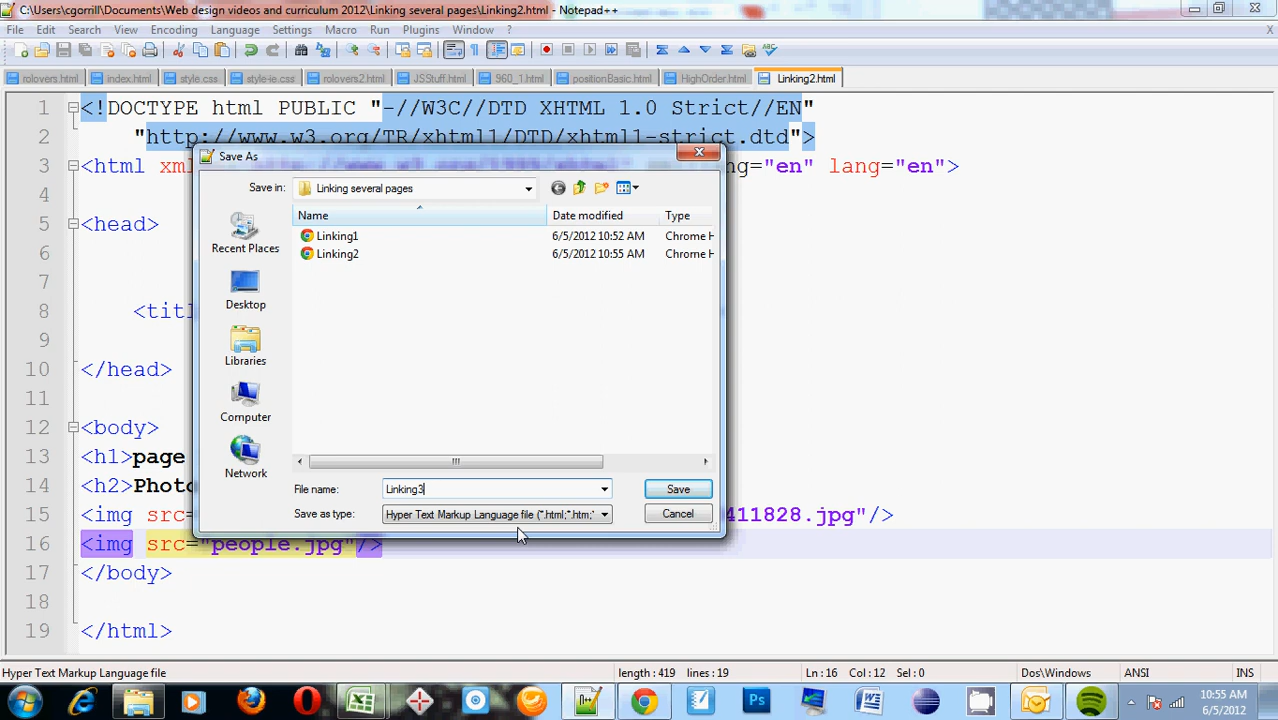 C:\Users\cgorrill\Documents\Web design videos and curriculum 2012\Linking several pages\Linking2.html - Notepad++
File Edit Search View Encoding Language Settings Macro Run Plugins Window ? X
rolovers.html index.html style.css style-ie.css rolovers2.html JSStuff.html 960_1.html positionBasic.html HighOrder.html Linking2.html
1 <!DOCTYPE html PUBLIC "-//W3C//DTD XHTML 1.0 Strict//EN"
2 "http://www.w3.org/TR/xhtml1/DTD/xhtml1-strict.dtd">
3 <html xm ="en" lang="en">
4
5 <head>
6
7
8 <titl
9
10 </head>
11
12 <body>
13 <h1>page
14 <h2>Phot
15 <img src= 411828.jpg"/>
16 <img src="people.jpg"/>
17 </body>
18
19 </html>
Save As
Save in: Linking several pages
Name Date modified Type
Linking1 6/5/2012 10:52 AM Chrome H
Linking2 6/5/2012 10:55 AM Chrome H
Recent Places
Desktop
Libraries
Computer
Network
File name: Linking3 Save
Save as type: Hyper Text Markup Language file (*.html;*.htm;* Cancel
Hyper Text Markup Language file length : 419 lines : 19 Ln : 16 Col : 12 Sel : 0 Dos\Windows ANSI INS
10:55 AM
6/5/2012